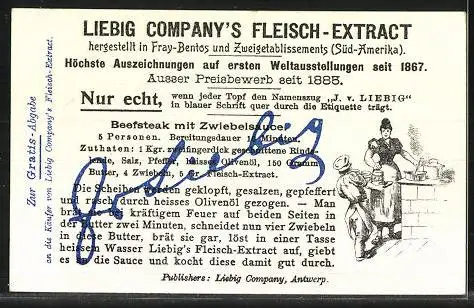 LIEBIG COMPANY'S FLEISCH-EXTRACT
hergestellt in Fray-Bentos und Zweigetablissements (Süd-Amerika).
Höchste Auszeichnungen auf ersten Weltausstellungen seit 1867.
Ausser Preisbewerb seit 1885.
Nur echt, wenn jeder Topf den Namenszug „J. v. LIEBIG"
in blauer Schrift quer durch die Etiquette trägt.
Beefsteak mit Zwiebelsauce.
5 Personen. Bereitungsdauer Minuten.
Zuthaten: 1 Kgr. zwweifingerdick geschnittene Rinds-
Salz, Pfeffer, heisses Olivenöl, 150 Gramm
Butter, 4 Zwiebeln, 5 Fleisch-Extract.
Die Scheiben werden geklopft, gesalzen, gepfeffert
und rasch durch heisses Olivenöl gezogen. — Man
brät sie bei kräftigem Feuer auf beiden Seiten in
der Butter zwei Minuten, schneidet nun vier Zwiebeln
in diese Butter, brät sie gar, löst in einer Tasse
heissem Wasser Liebig's Fleisch-Extract auf, giebt
es in die Sauce und kocht diese damit gut durch.
Publishers: Liebig Company, Antwerp.
Zur Gratis-Abgabe
an die Käufer von Liebig Company's Fleisch-Extract.
J v Liebig